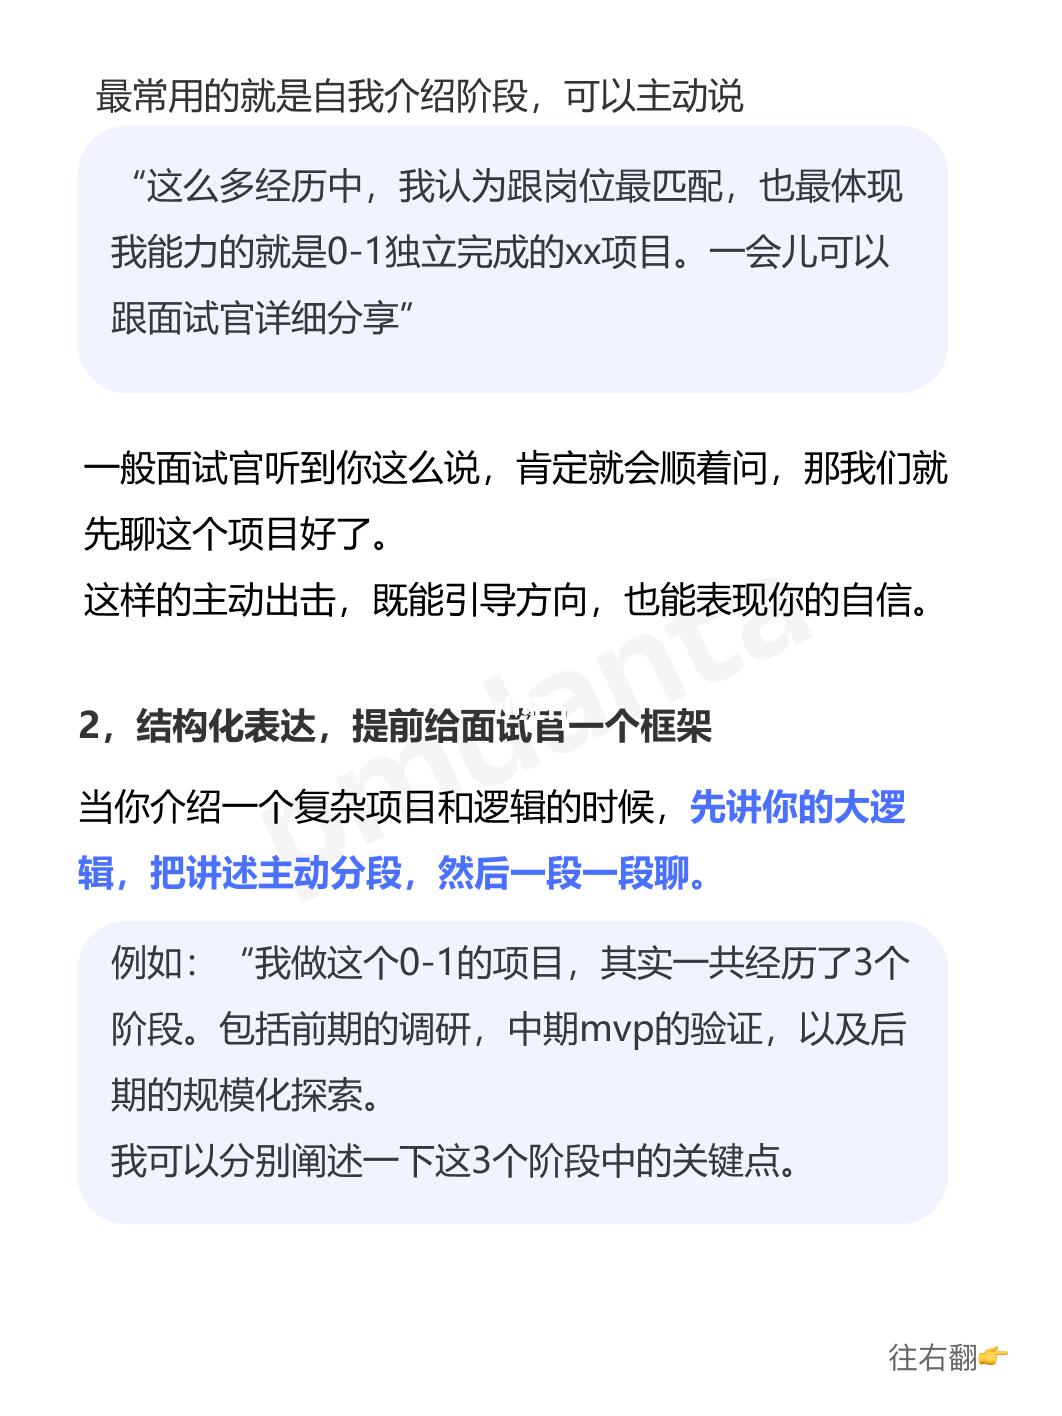 最常用的就是自我介绍阶段，可以主动说
“这么多经历中，我认为跟岗位最匹配，也最体现
我能力的就是0-1独立完成的xx项目。一会儿可以
跟面试官详细分享”
一般面试官听到你这么说，肯定就会顺着问，那我们就
先聊这个项目好了。
这样的主动出击，既能引导方向，也能表现你的自信。
pmdanta
2，结构化表达，提前给面试官一个框架
当你介绍一个复杂项目和逻辑的时候，先讲你的大逻
辑，把讲述主动分段，然后一段一段聊。
例如：“我做这个0-1的项目，其实一共经历了3个
阶段。包括前期的调研，中期mvp的验证，以及后
期的规模化探索。
我可以分别阐述一下这3个阶段中的关键点。
往右翻👉